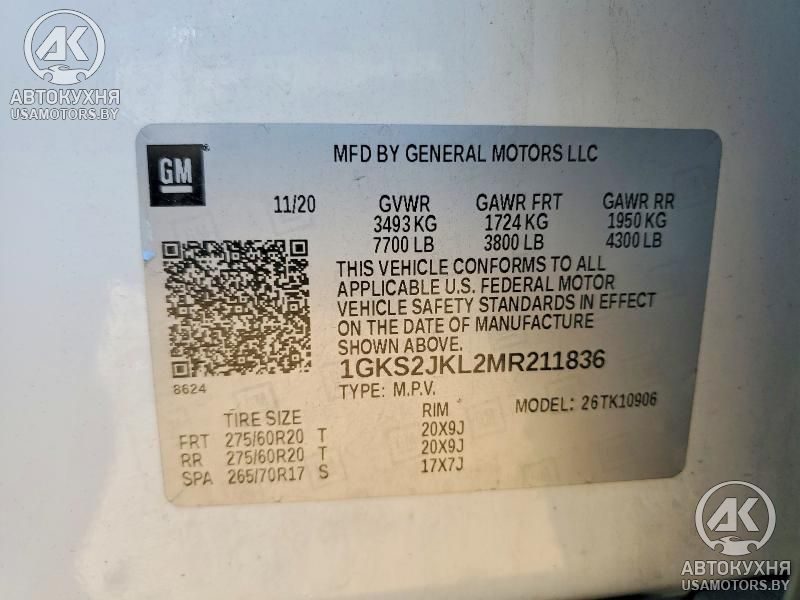 AK
АВТОКУХНЯ
USAMOTORS.BY
GM
MFD BY GENERAL MOTORS LLC
11/20 GVWR GAWR FRT GAWR RR
3493 KG 1724 KG 1950 KG
7700 LB 3800 LB 4300 LB
THIS VEHICLE CONFORMS TO ALL
APPLICABLE U.S. FEDERAL MOTOR
VEHICLE SAFETY STANDARDS IN EFFECT
ON THE DATE OF MANUFACTURE
SHOWN ABOVE.
1GKS2JKL2MR211836
8624
TYPE: M.P.V. MODEL: 26TK10906
TIRE SIZE RIM
FRT 275/60R20 T 20X9J
RR 275/60R20 T 20X9J
SPA 265/70R17 S 17X7J
AK
АВТОКУХНЯ
USAMOTORS.BY